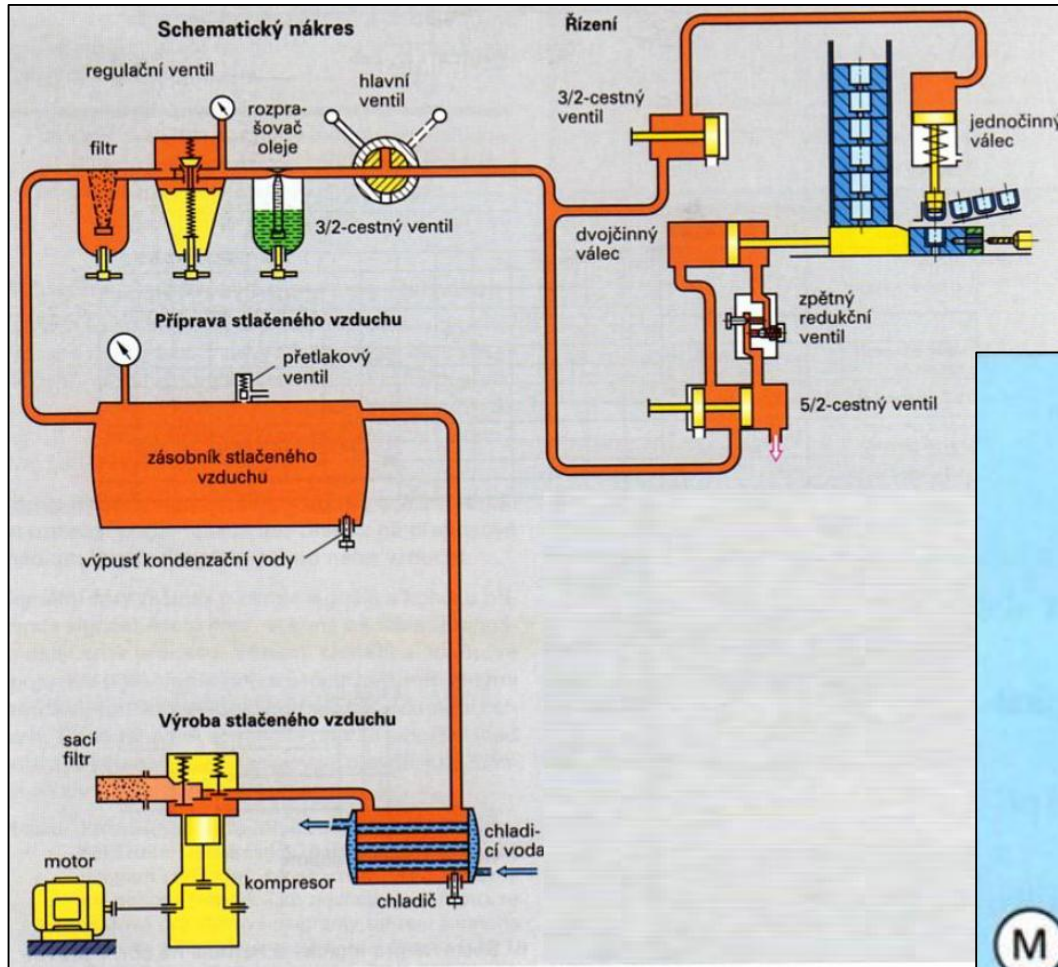 Schematický nákres
regulační ventil
filtr
rozpra-
šovač
oleje
hlavní
ventil
3/2-cestný ventil
Příprava stlačeného vzduchu
přetlakový
ventil
zásobník stlačeného
vzduchu
výpusť kondenzační vody
Výroba stlačeného vzduchu
sací
filtr
motor
kompresor
chladi-
cí voda
chladič
Řízení
3/2-cestný
ventil
jednočinný
válec
dvojčinný
válec
zpětný
redukční
ventil
5/2-cestný ventil
M